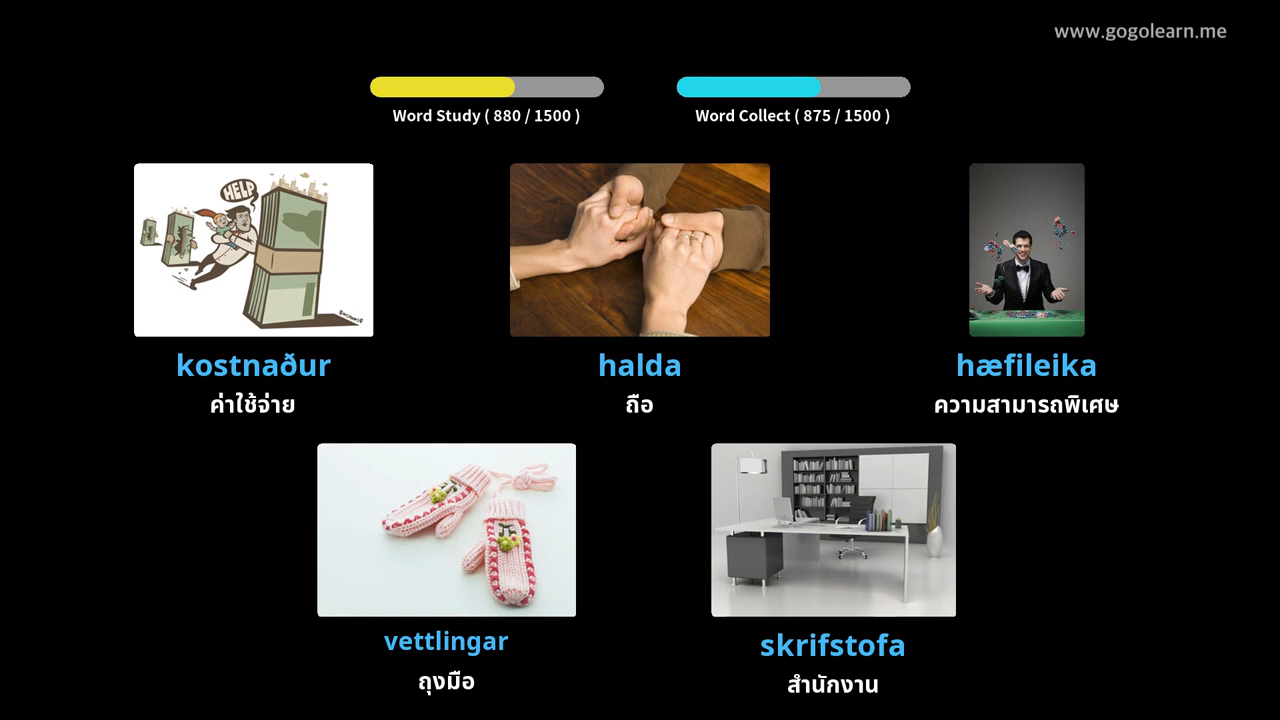 www.gogolearn.me
Word Study ( 880 / 1500 )
Word Collect ( 875 / 1500 )
HELP
kostnaður
halda
hæfileika
ค่าใช้จ่าย
ถือ
ความสามารถพิเศษ
vettlingar
skrifstofa
ถุงมือ
สำนักงาน